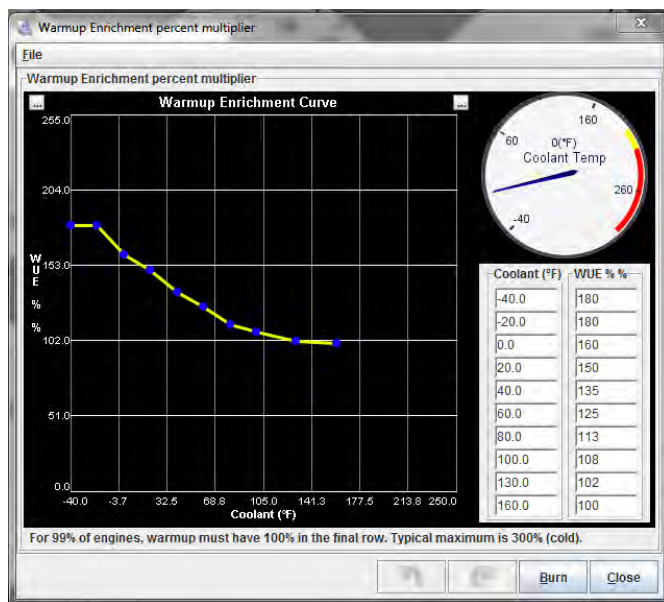 Warmup Enrichment percent multiplier
File
Warmup Enrichment percent multiplier
... Warmup Enrichment Curve ...
255.0
204.0
153.0
102.0
51.0
0.0
WUE % %
-40.0 -3.7 32.5 68.8 105.0 141.3 177.5 213.8 250.0
Coolant (°F)
160
60
0(°F)
Coolant Temp
260
-40
Coolant (°F) WUE % %
-40.0 180
-20.0 180
0.0 160
20.0 150
40.0 135
60.0 125
80.0 113
100.0 108
130.0 102
160.0 100
For 99% of engines, warmup must have 100% in the final row. Typical maximum is 300% (cold).
Burn Close